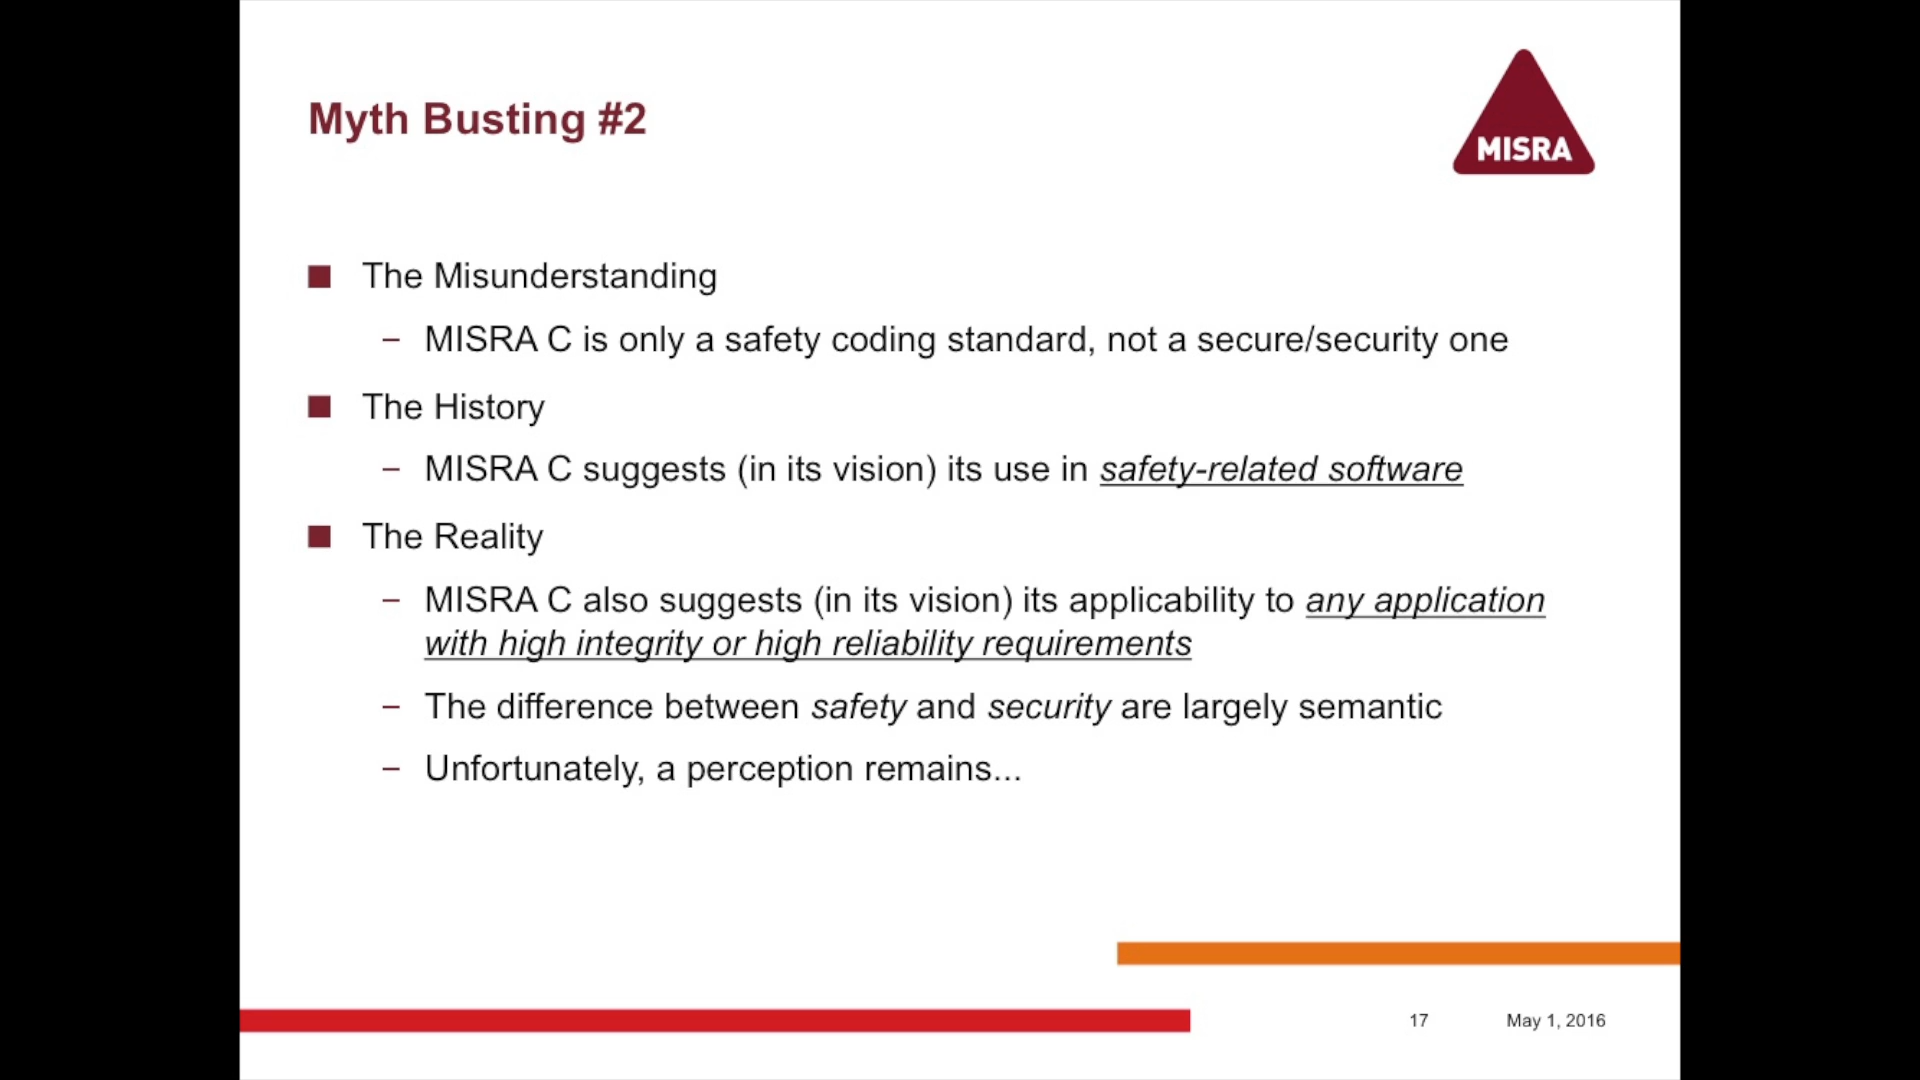 Myth Busting #2
MISRA
■ The Misunderstanding
– MISRA C is only a safety coding standard, not a secure/security one
■ The History
– MISRA C suggests (in its vision) its use in safety-related software
■ The Reality
– MISRA C also suggests (in its vision) its applicability to any application
with high integrity or high reliability requirements
– The difference between safety and security are largely semantic
– Unfortunately, a perception remains...
17 May 1, 2016